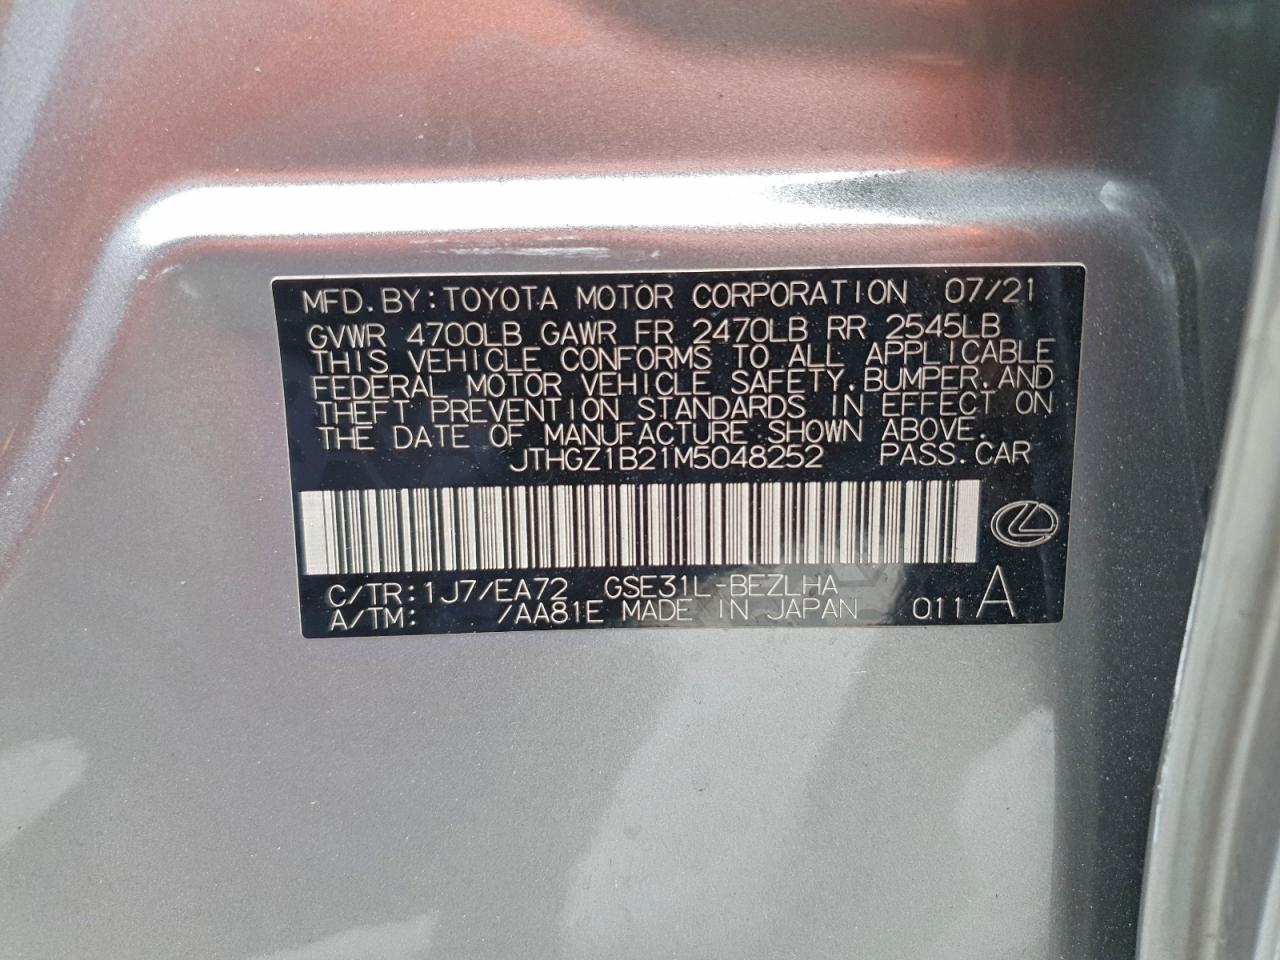 MFD.BY:TOYOTA MOTOR CORPORATION 07/21
GVWR 4700LB GAWR FR 2470LB RR 2545LB
THIS VEHICLE CONFORMS TO ALL APPLICABLE
FEDERAL MOTOR VEHICLE SAFETY,BUMPER,AND
THEFT PREVENTION STANDARDS IN EFFECT ON
THE DATE OF MANUFACTURE SHOWN ABOVE.
JTHGZ1B21M5048252 PASS.CAR
C/TR:1J7/EA72 GSE31L-BEZLHA
A/TM: /AA81E MADE IN JAPAN Q11 A